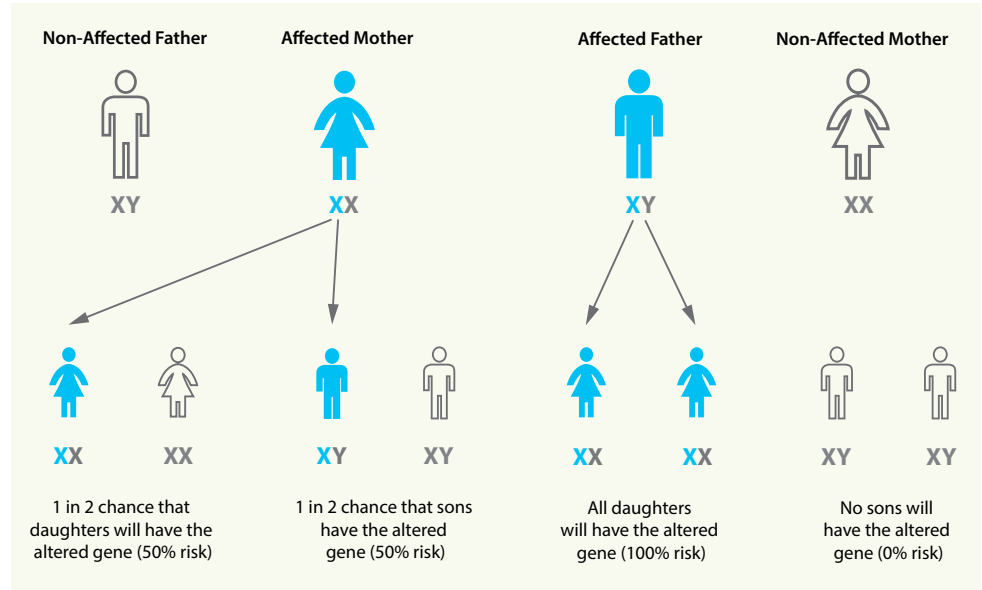 Non-Affected Father
Affected Mother
Affected Father
Non-Affected Mother
XY
XX
XY
XX
XX
XX
XY
XY
XX
XX
XY
XY
1 in 2 chance that
daughters will have the
altered gene (50% risk)
1 in 2 chance that sons
have the altered
gene (50% risk)
All daughters
will have the altered
gene (100% risk)
No sons will
have the altered
gene (0% risk)